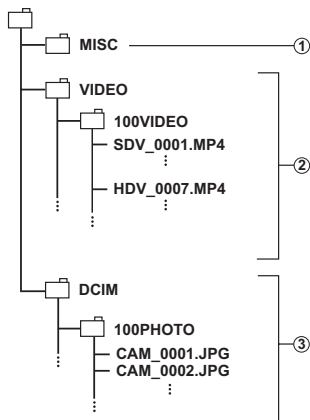 MISC
①
VIDEO
100VIDEO
SDV_0001.MP4
②
HDV_0007.MP4
DCIM
100PHOTO
③
CAM_0001.JPG
CAM_0002.JPG